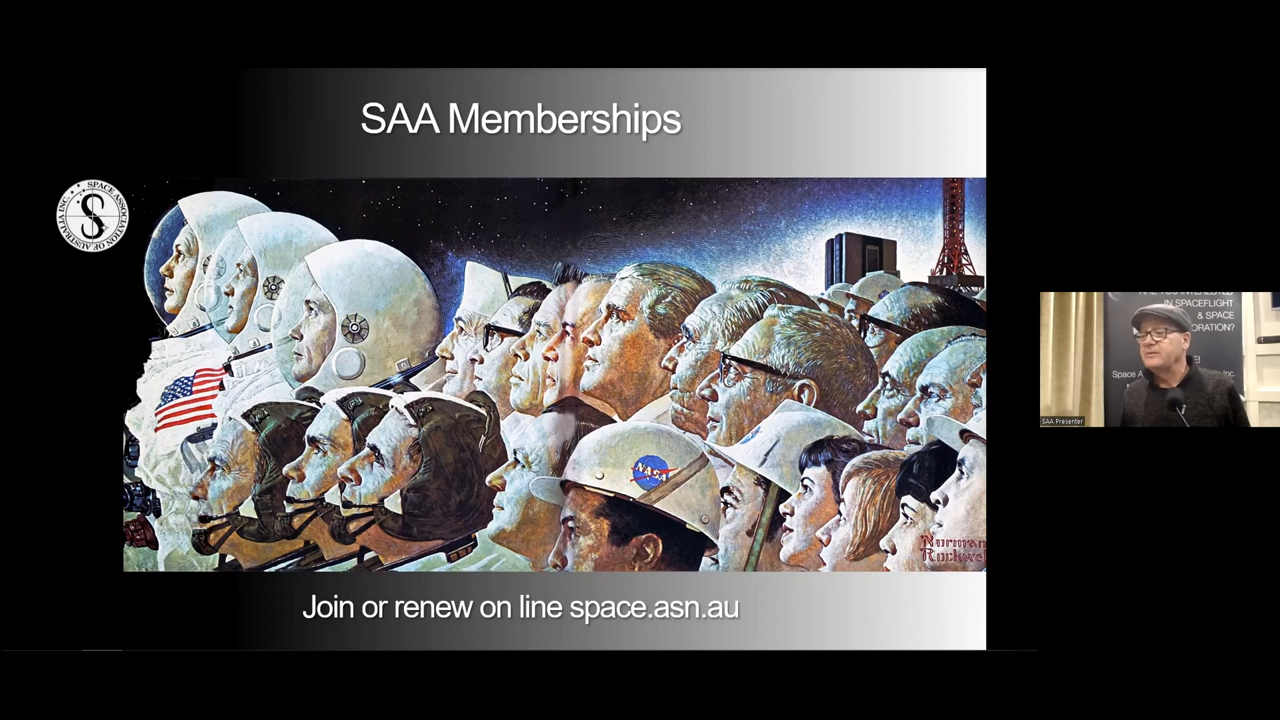 SAA Memberships
SPACE ASSOCIATION
OF AUSTRALIA INC.
S
NASA
Norman
Join or renew on line space.asn.au
IN SPACEFLIGHT
& SPACE
Space
SAA Presenter